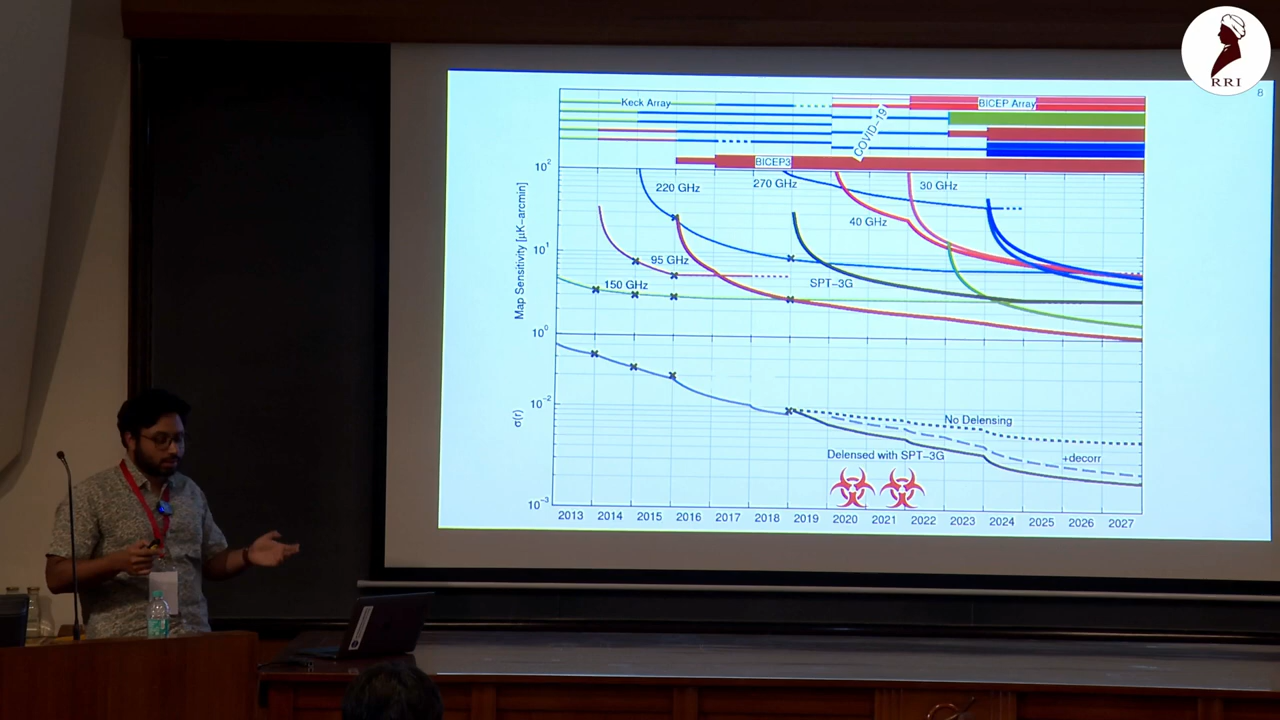 RRI
8
Keck Array
BICEP Array
COVID-19
BICEP3
10²
220 GHz
270 GHz
30 GHz
40 GHz
10¹
95 GHz
SPT-3G
150 GHz
Map Sensitivity [μK-arcmin]
10⁰
10⁻²
No Delensing
σ(r)
Delensed with SPT-3G
+decorr
10⁻³
2013 2014 2015 2016 2017 2018 2019 2020 2021 2022 2023 2024 2025 2026 2027